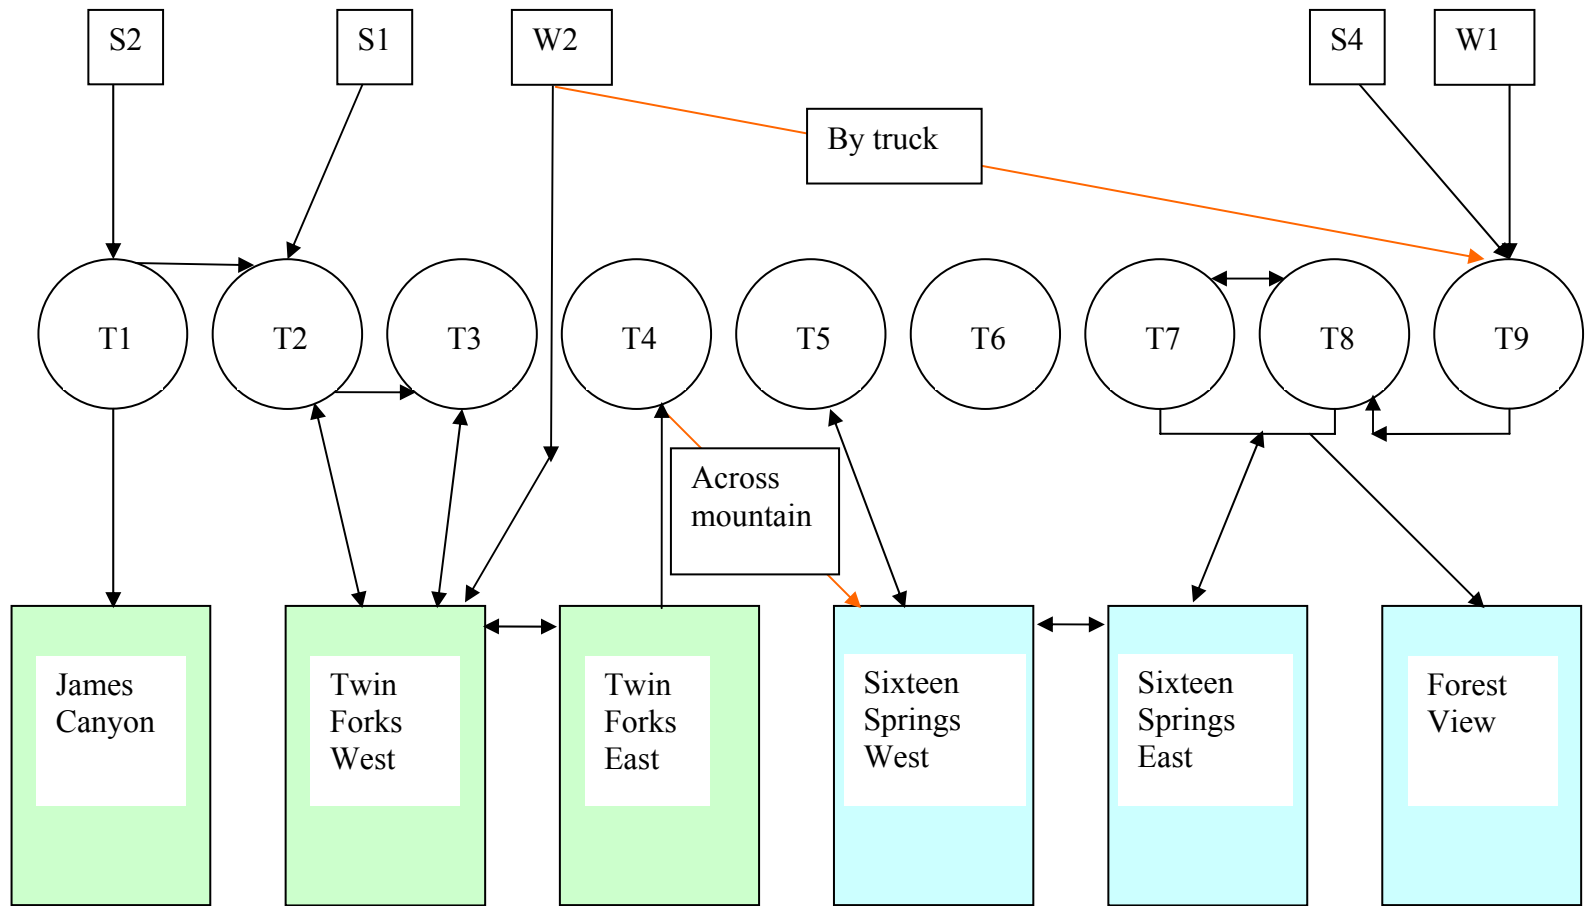 S2
S1
W2
S4
W1
By truck
T1
T2
T3
T4
T5
T6
T7
T8
T9
Across
mountain
James
Canyon
Twin
Forks
West
Twin
Forks
East
Sixteen
Springs
West
Sixteen
Springs
East
Forest
View